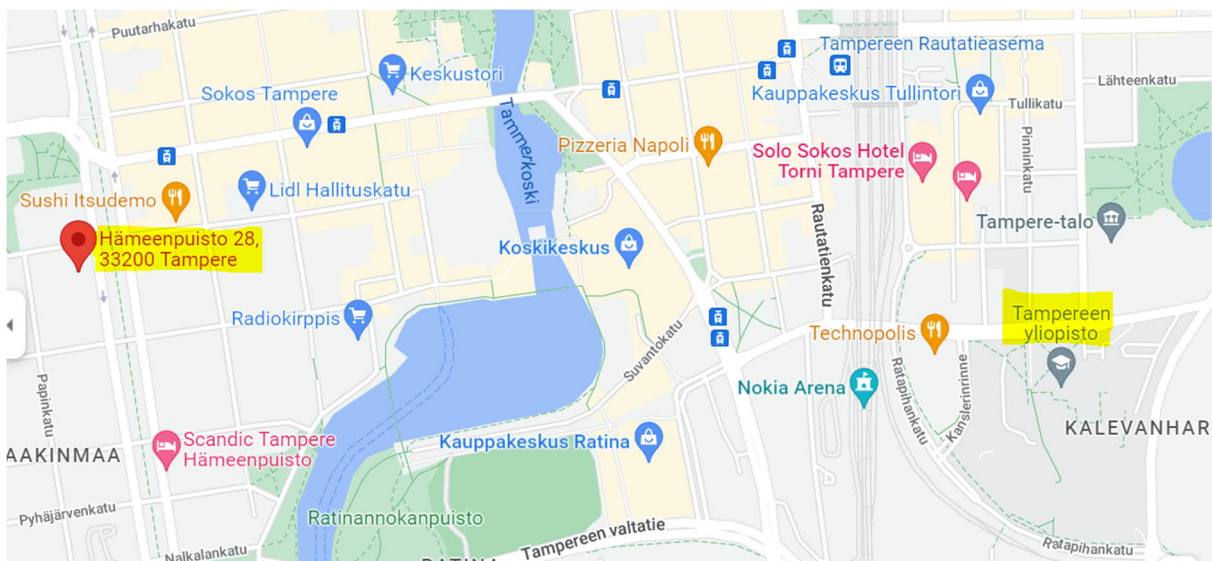 Puutarhakatu
Keskustori
Sokos Tampere
Tammerkoski
Tampereen Rautatieasema
Kauppakeskus Tullintori
Lähteenkatu
Tullikatu
Pinninkatu
Pizzeria Napoli
Solo Sokos Hotel
Torni Tampere
Sushi Itsudemo
Lidl Hallituskatu
Tampere-talo
Hämeenpuisto 28,
33200 Tampere
Koskikeskus
Rautatienkatu
Radiokirppis
Suvantokatu
Technopolis
Tampereen
yliopisto
Nokia Arena
Papinkatu
Ratapihankatu
Kanslerinrinne
KALEVANHAR
Scandic Tampere
Hämeenpuisto
Kauppakeskus Ratina
AAKINMAA
Pyhäjärvenkatu
Ratinannokanpuisto
Nalkalankatu
Tampereen valtatie
RATINA
Ratapihankatu